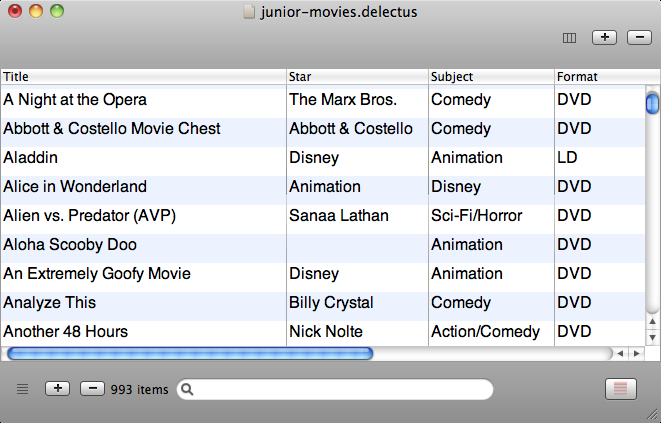 junior-movies.delectus
Title Star Subject Format
A Night at the Opera The Marx Bros. Comedy DVD
Abbott & Costello Movie Chest Abbott & Costello Comedy DVD
Aladdin Disney Animation LD
Alice in Wonderland Animation Disney DVD
Alien vs. Predator (AVP) Sanaa Lathan Sci-Fi/Horror DVD
Aloha Scooby Doo Animation DVD
An Extremely Goofy Movie Disney Animation DVD
Analyze This Billy Crystal Comedy DVD
Another 48 Hours Nick Nolte Action/Comedy DVD
993 items